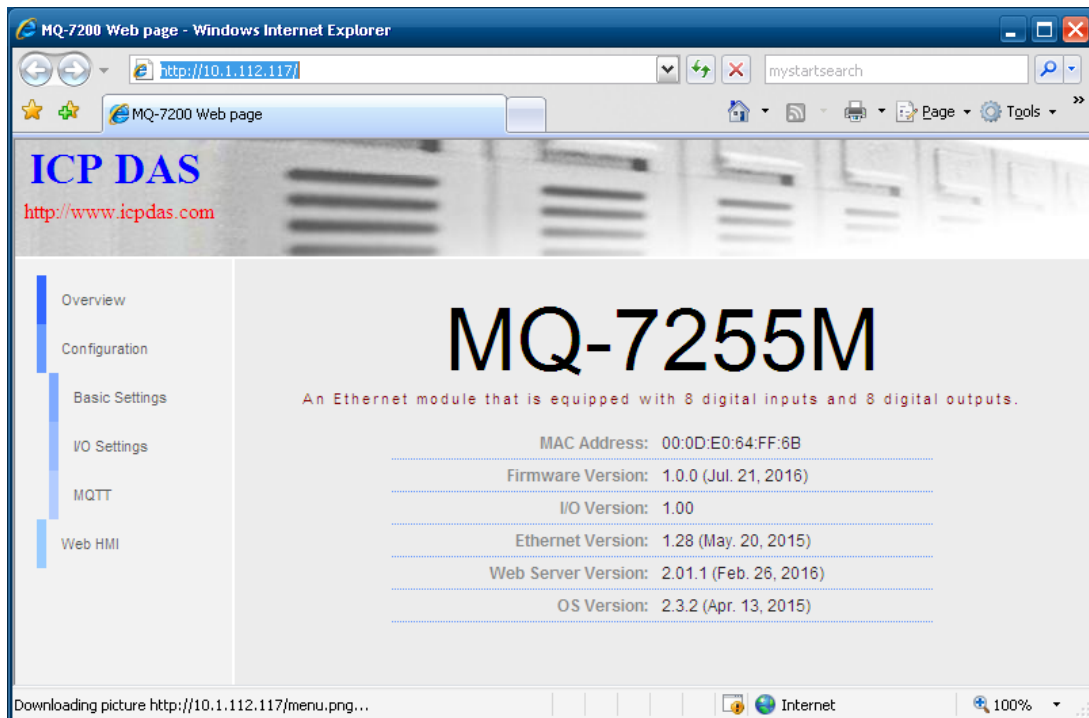 MQ-7200 Web page - Windows Internet Explorer
http://10.1.112.117/
mystartsearch
MQ-7200 Web page
Page
Tools
ICP DAS
http://www.icpdas.com
Overview
Configuration
Basic Settings
I/O Settings
MQTT
Web HMI
MQ-7255M
An Ethernet module that is equipped with 8 digital inputs and 8 digital outputs.
MAC Address: 00:0D:E0:64:FF:6B
Firmware Version: 1.0.0 (Jul. 21, 2016)
I/O Version: 1.00
Ethernet Version: 1.28 (May. 20, 2015)
Web Server Version: 2.01.1 (Feb. 26, 2016)
OS Version: 2.3.2 (Apr. 13, 2015)
Downloading picture http://10.1.112.117/menu.png...
Internet
100%